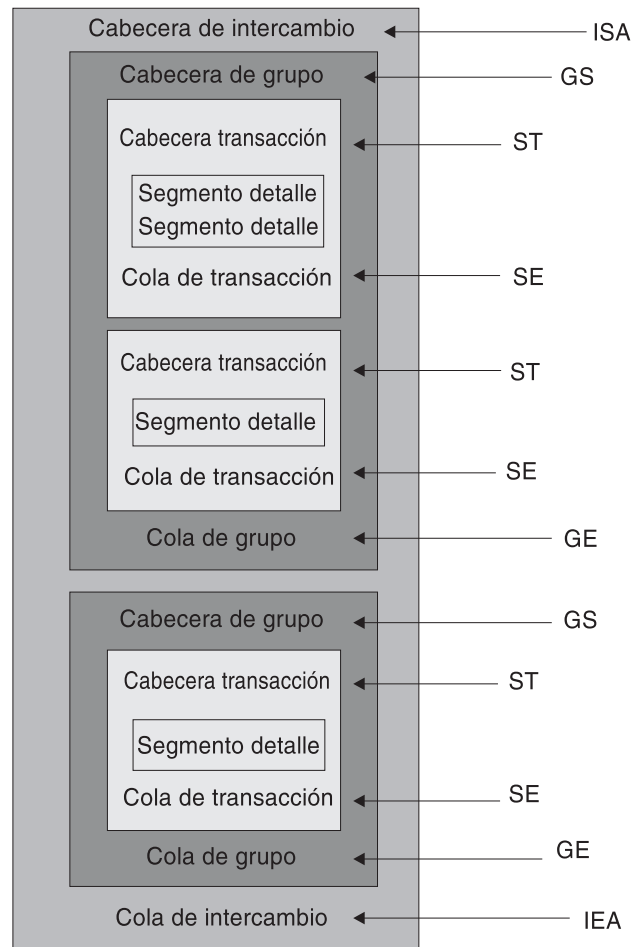 Cabecera de intercambio ISA
Cabecera de grupo GS
Cabecera transacción ST
Segmento detalle
Segmento detalle
Cola de transacción SE
Cabecera transacción ST
Segmento detalle
Cola de transacción SE
Cola de grupo GE
Cabecera de grupo GS
Cabecera transacción ST
Segmento detalle
Cola de transacción SE
Cola de grupo GE
Cola de intercambio IEA